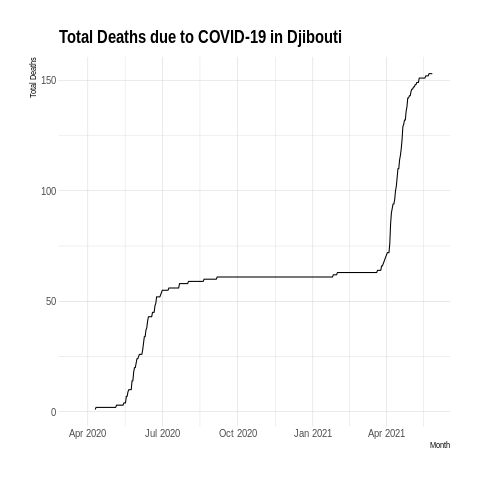 Total Deaths due to COVID-19 in Djibouti
Total Deaths
150
100
50
0
Apr 2020 Jul 2020 Oct 2020 Jan 2021 Apr 2021
Month